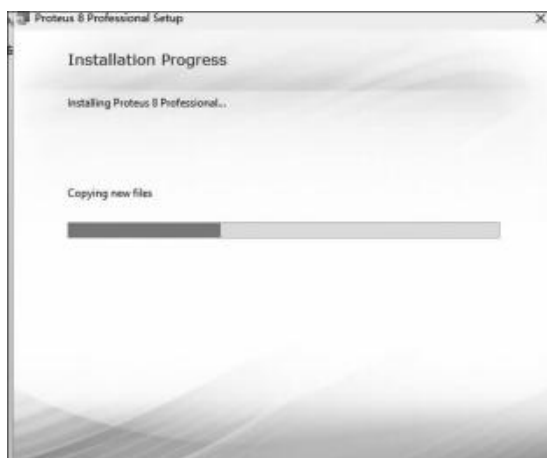 Proteus 8 Professional Setup
Installation Progress
Installing Proteus 8 Professional...
Copying new files